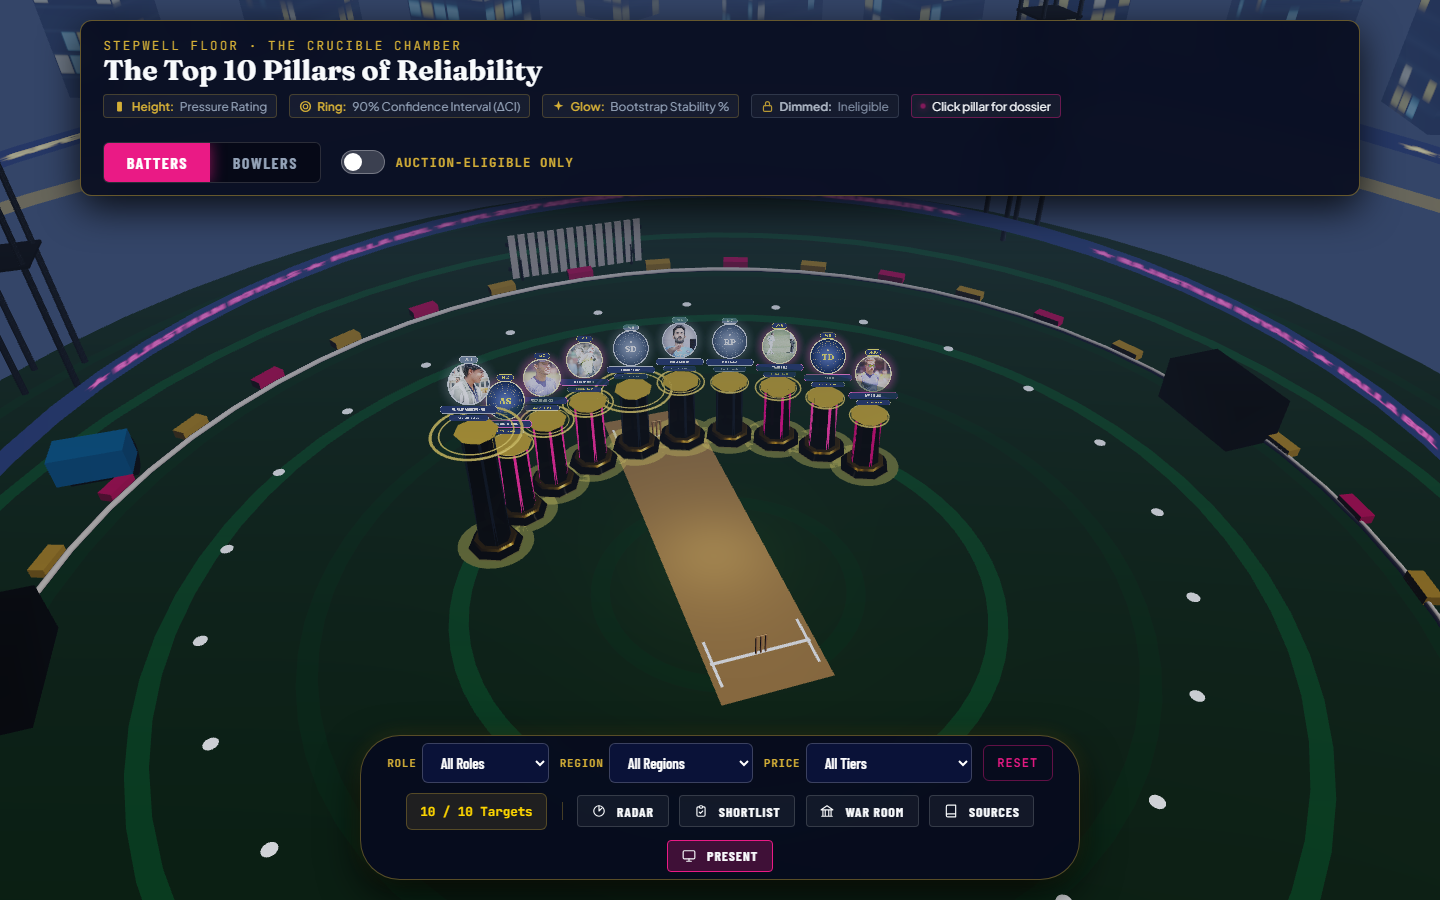 STEPWELL FLOOR · THE CRUCIBLE CHAMBER
The Top 10 Pillars of Reliability
Height: Pressure Rating
Ring: 90% Confidence Interval (ΔCI)
Glow: Bootstrap Stability %
Dimmed: Ineligible
Click pillar for dossier
BATTERS
BOWLERS
AUCTION-ELIGIBLE ONLY
SD
RP
TD
AS
ROLE
All Roles
REGION
All Regions
PRICE
All Tiers
RESET
10 / 10 Targets
RADAR
SHORTLIST
WAR ROOM
SOURCES
PRESENT